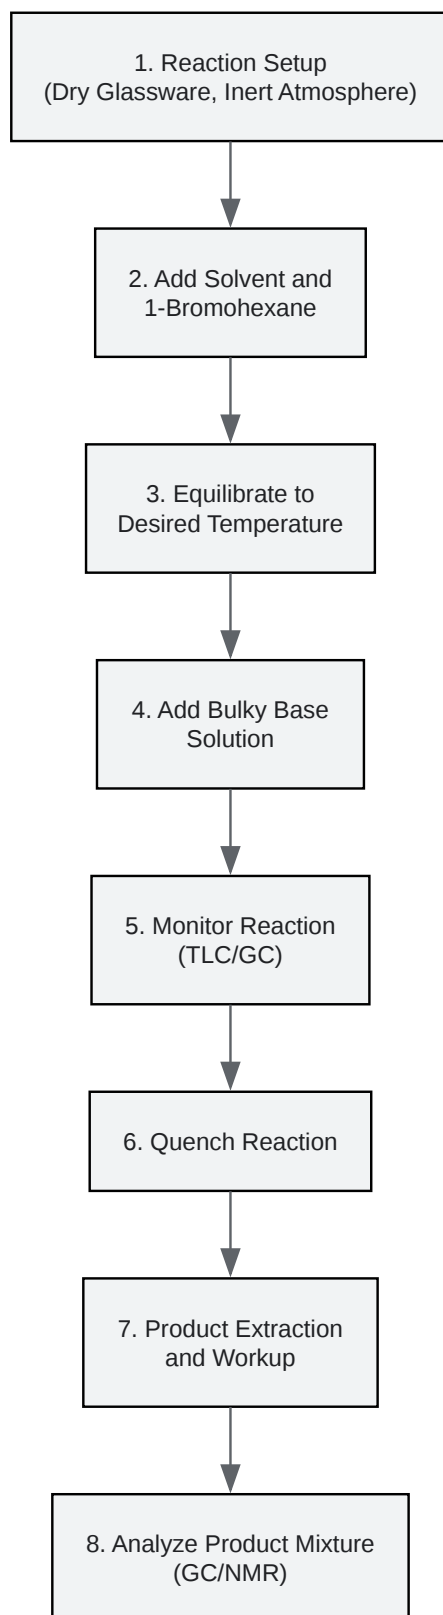 1. Reaction Setup
(Dry Glassware, Inert Atmosphere)
2. Add Solvent and
1-Bromohexane
3. Equilibrate to
Desired Temperature
4. Add Bulky Base
Solution
5. Monitor Reaction
(TLC/GC)
6. Quench Reaction
7. Product Extraction
and Workup
8. Analyze Product Mixture
(GC/NMR)